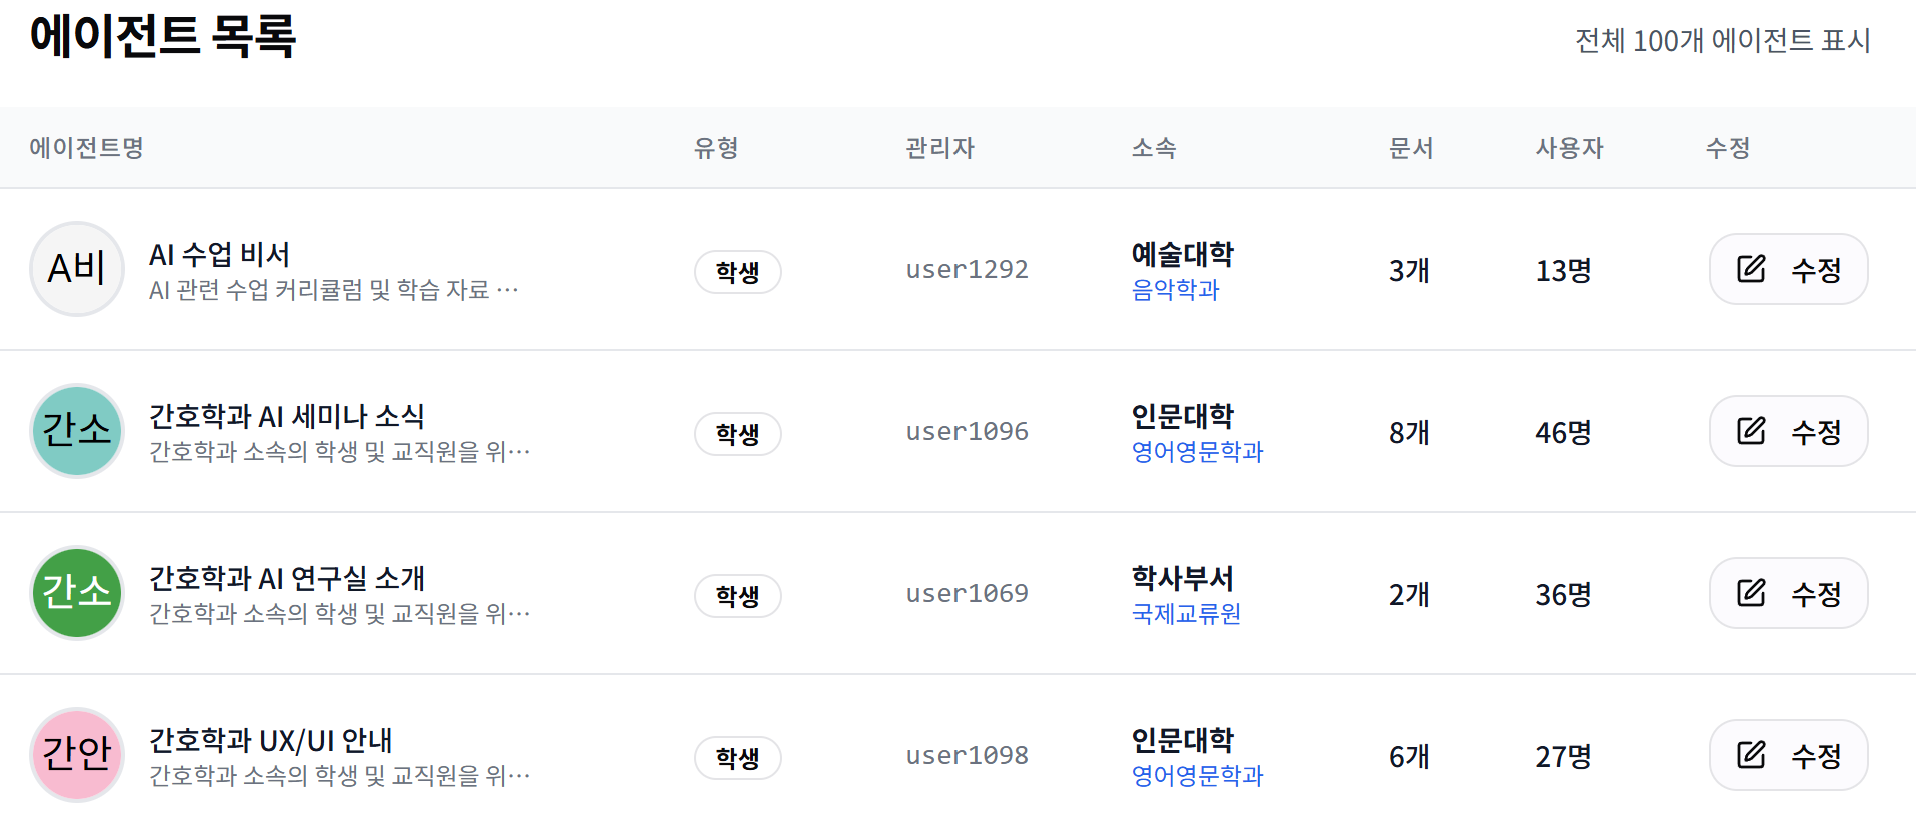 에이전트 목록
전체 100개 에이전트 표시
에이전트명 유형 관리자 소속 문서 사용자 수정
A비
AI 수업 비서
AI 관련 수업 커리큘럼 및 학습 자료 ···
학생
user1292
예술대학
음악학과
3개
13명
수정
간소
간호학과 AI 세미나 소식
간호학과 소속의 학생 및 교직원을 위···
학생
user1096
인문대학
영어영문학과
8개
46명
수정
간소
간호학과 AI 연구실 소개
간호학과 소속의 학생 및 교직원을 위···
학생
user1069
학사부서
국제교류원
2개
36명
수정
간안
간호학과 UX/UI 안내
간호학과 소속의 학생 및 교직원을 위···
학생
user1098
인문대학
영어영문학과
6개
27명
수정